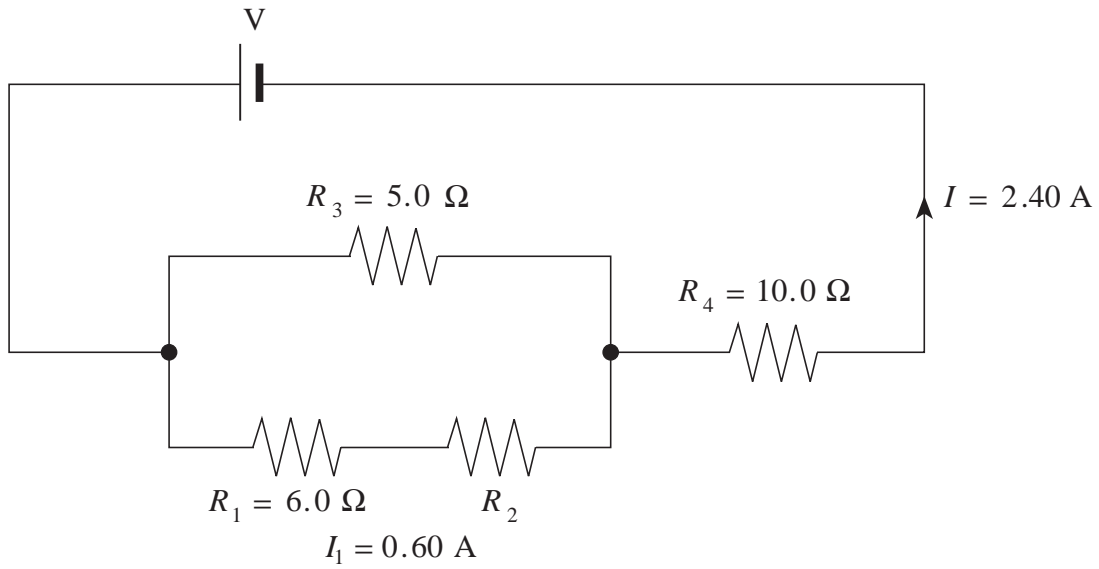 V
R₃ = 5.0 Ω
I = 2.40 A
R₄ = 10.0 Ω
R₁ = 6.0 Ω
R₂
I₁ = 0.60 A